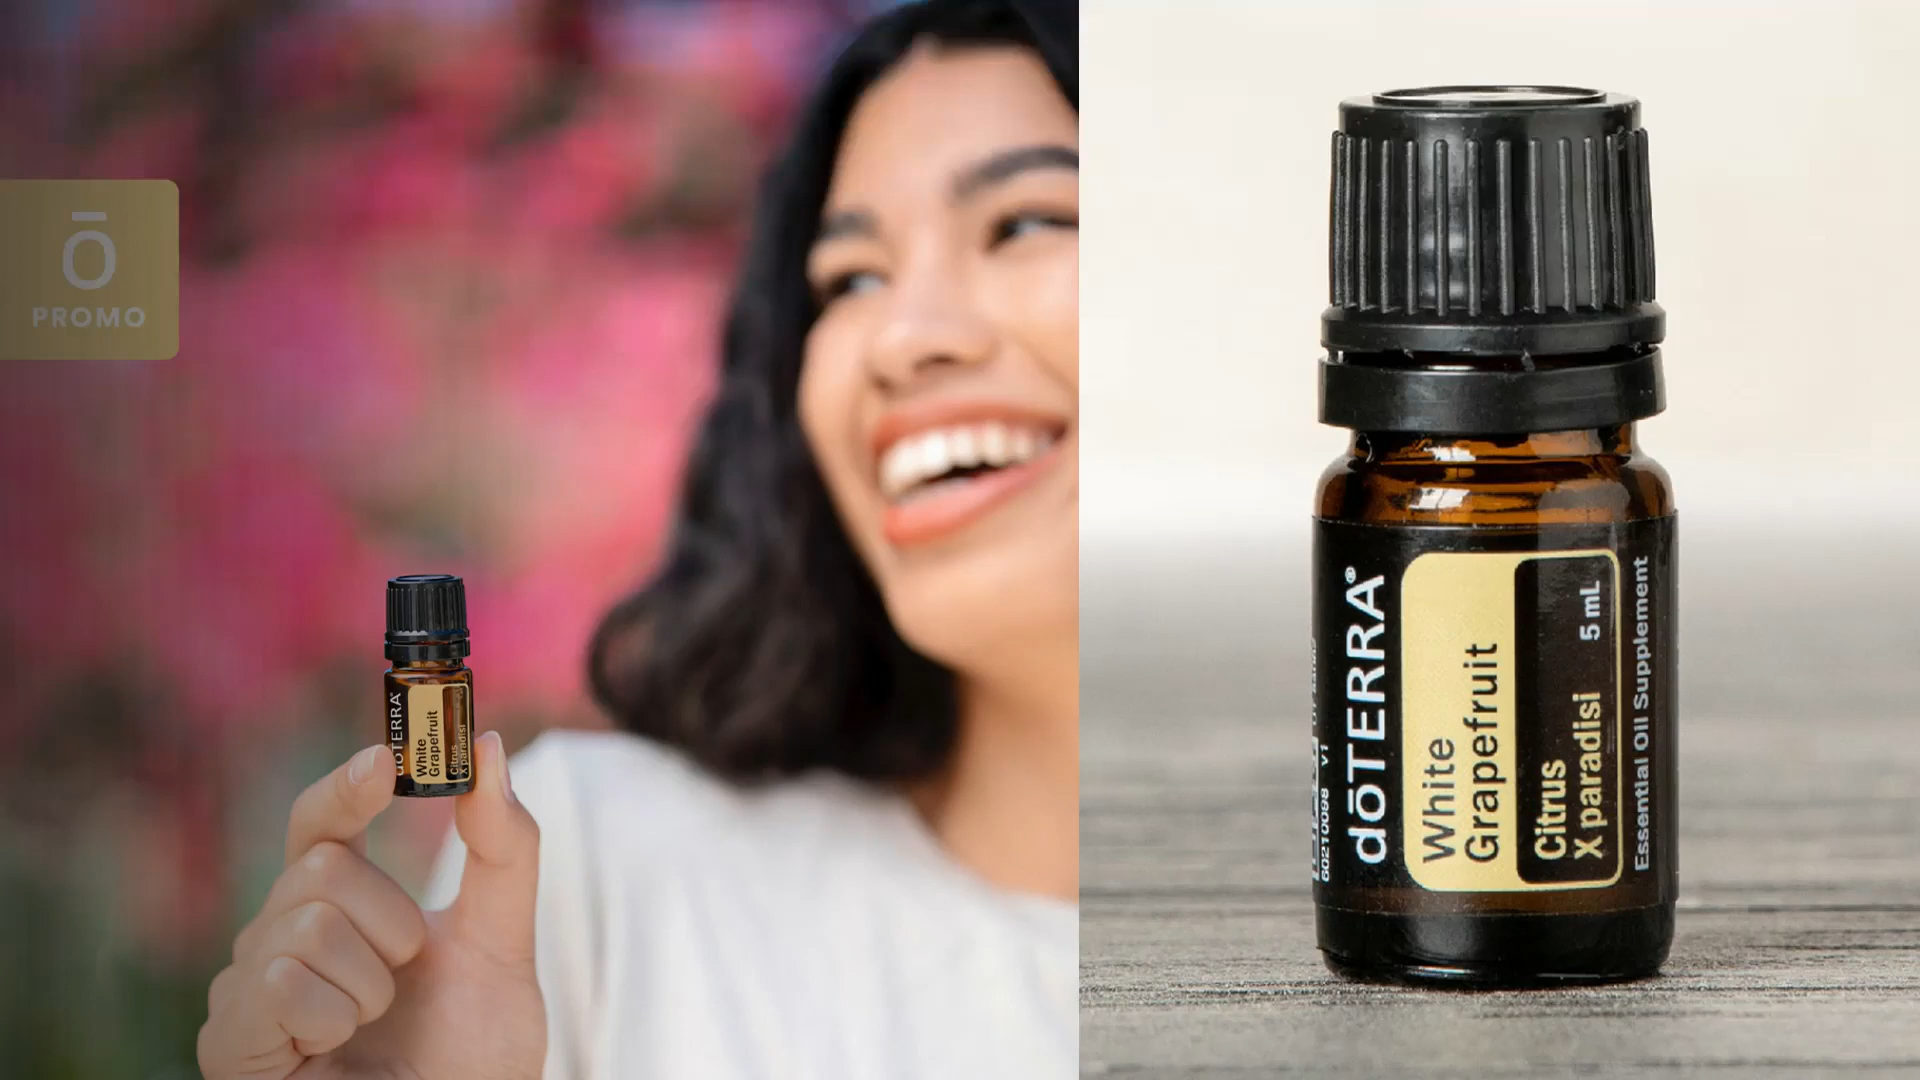 Ō
PROMO
dōTERRA
White
Grapefruit
Citrus
X paradisi
dōTERRA®
White
Grapefruit
Citrus
X paradisi 5 mL
Essential Oil Supplement
60210098 V1